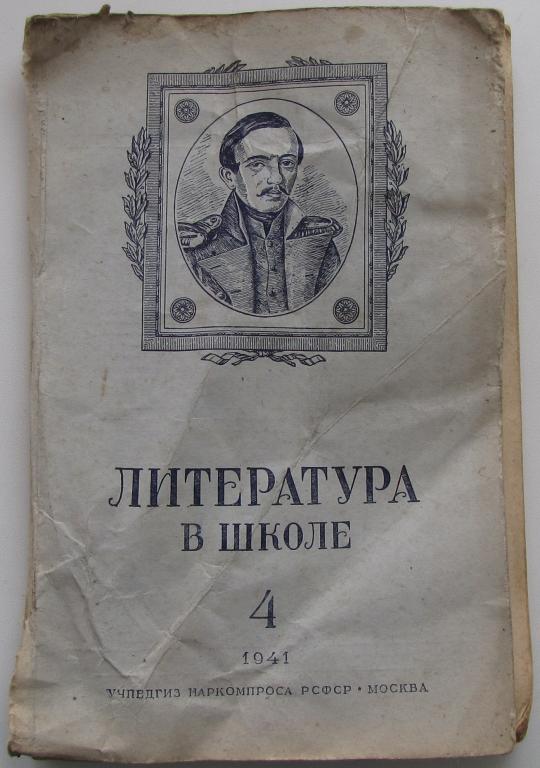 ЛИТЕРАТУРА
В ШКОЛЕ
4
1941
УЧПЕДГИЗ НАРКОМПРОСА РСФСР • МОСКВА